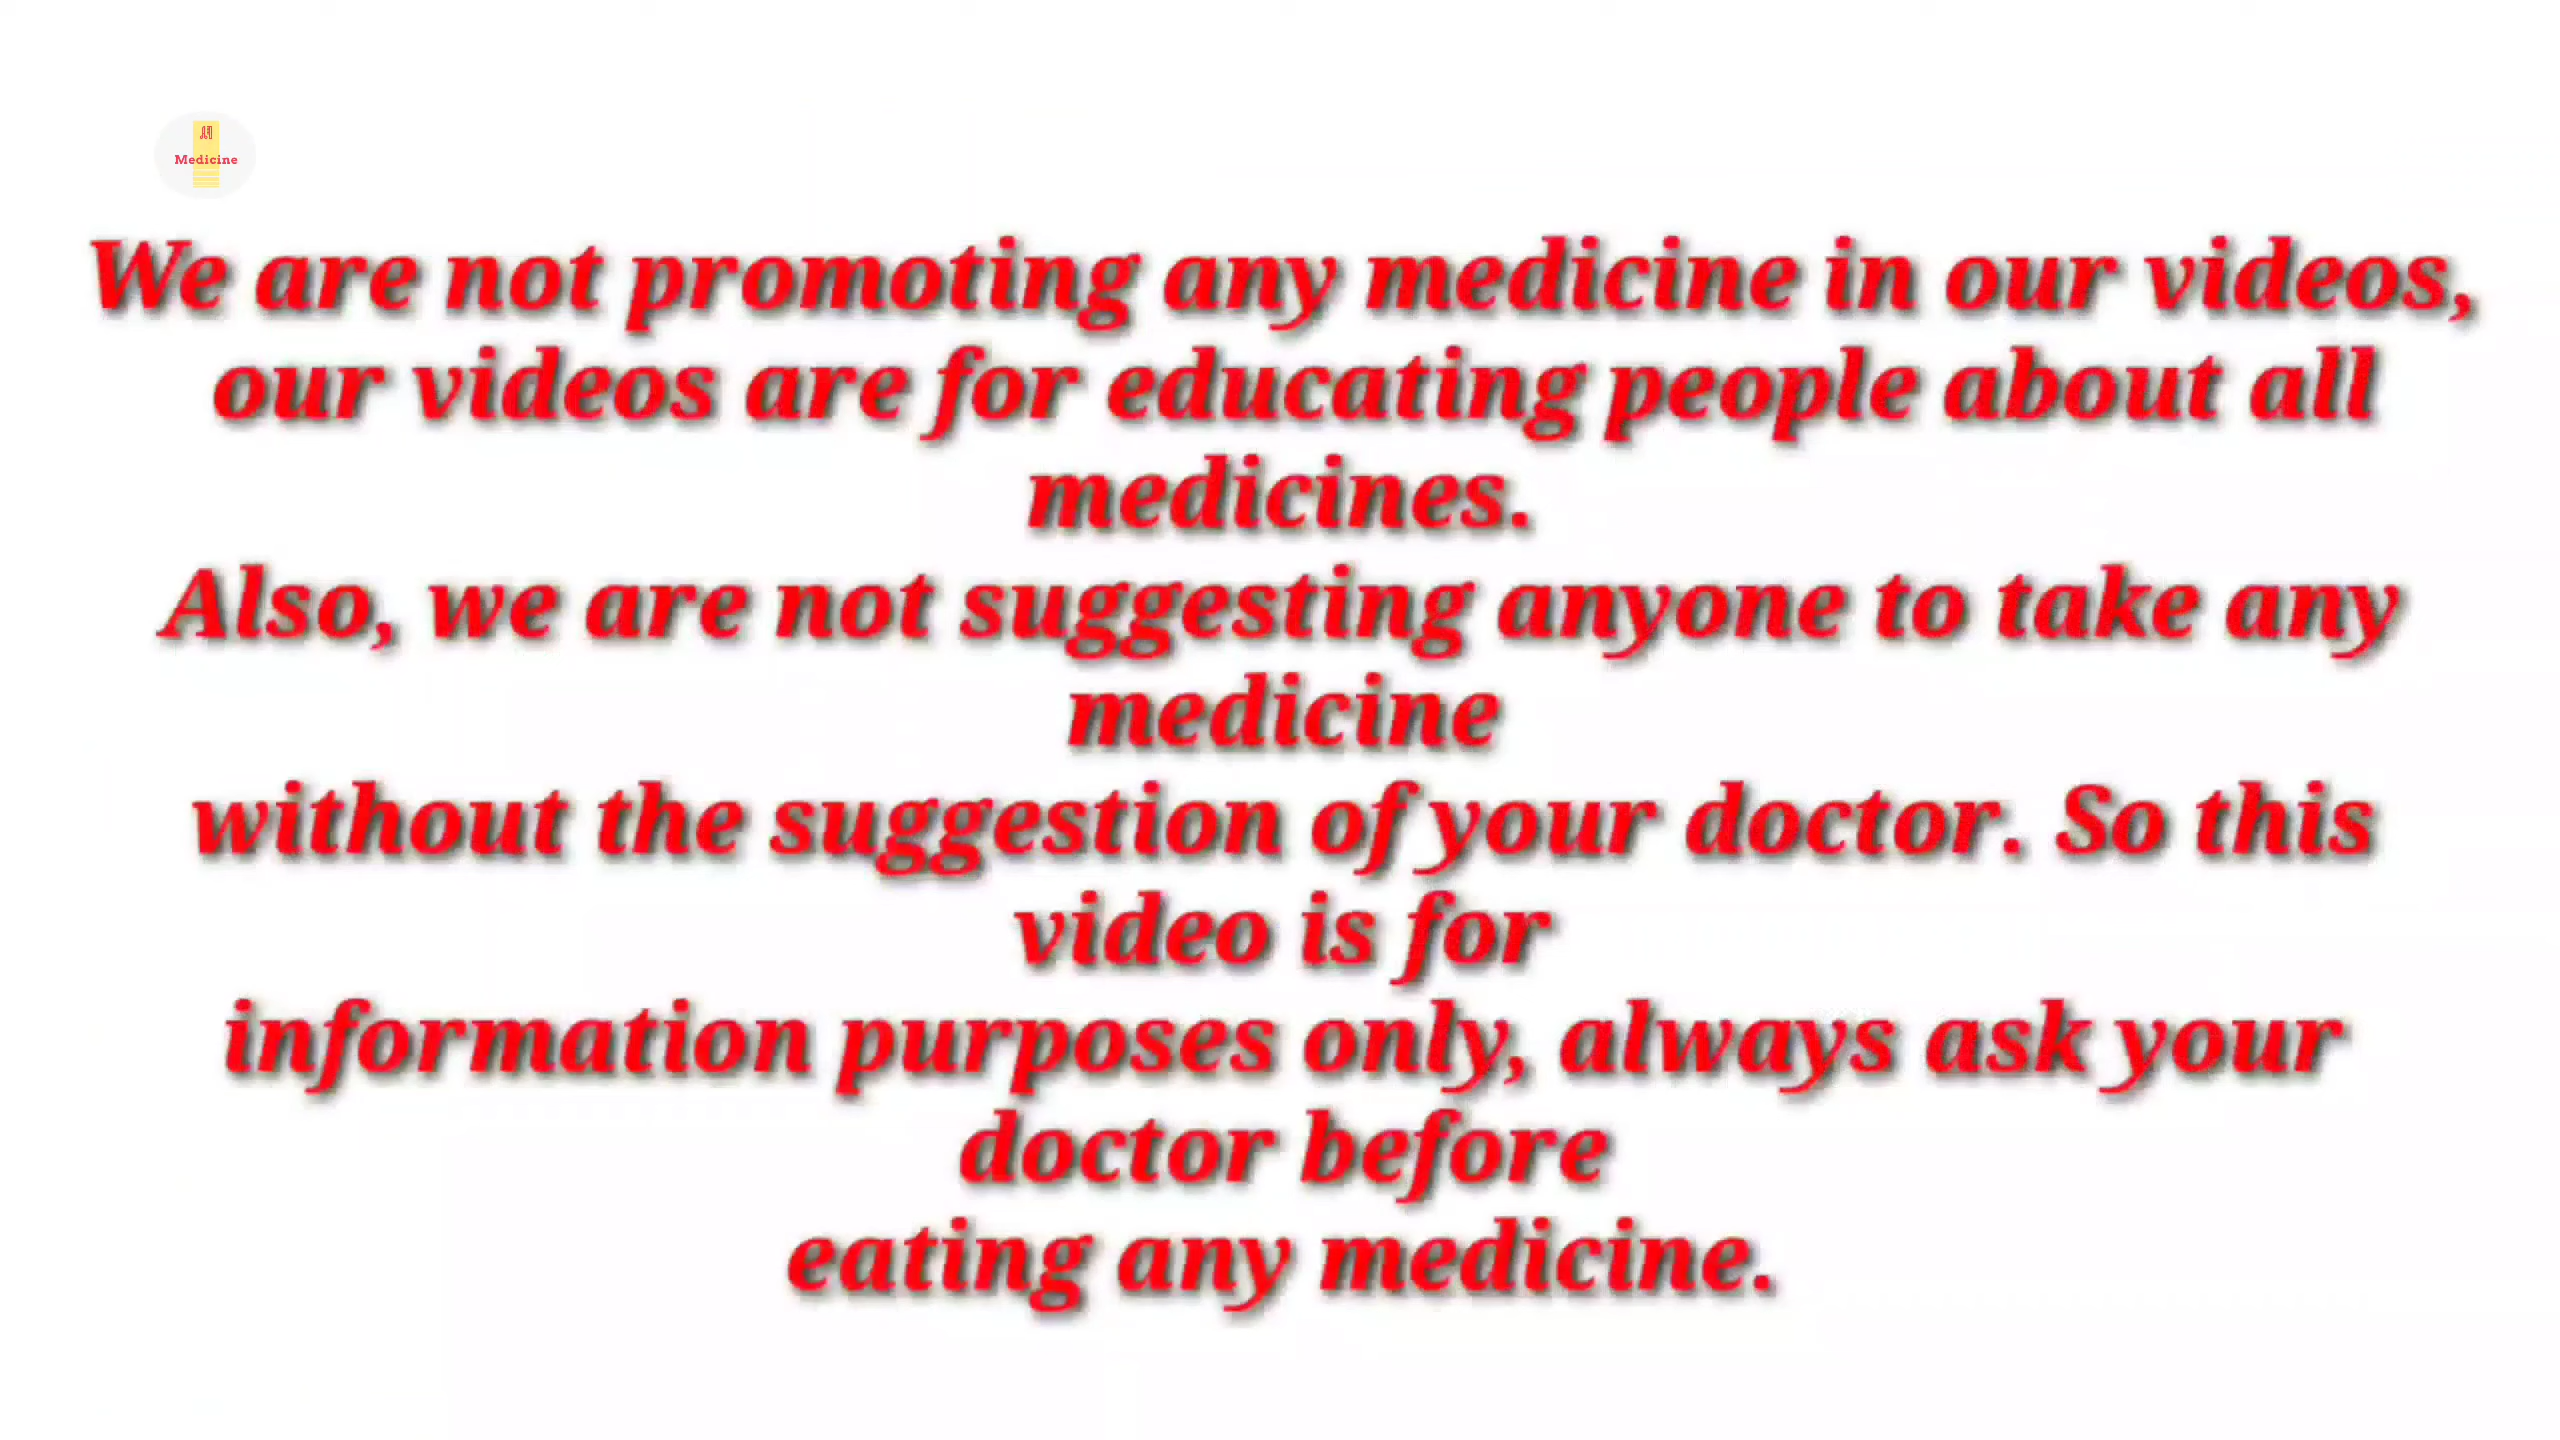 All
Medicine
We are not promoting any medicine in our videos,
our videos are for educating people about all
medicines.
Also, we are not suggesting anyone to take any
medicine
without the suggestion of your doctor. So this
video is for
information purposes only, always ask your
doctor before
eating any medicine.